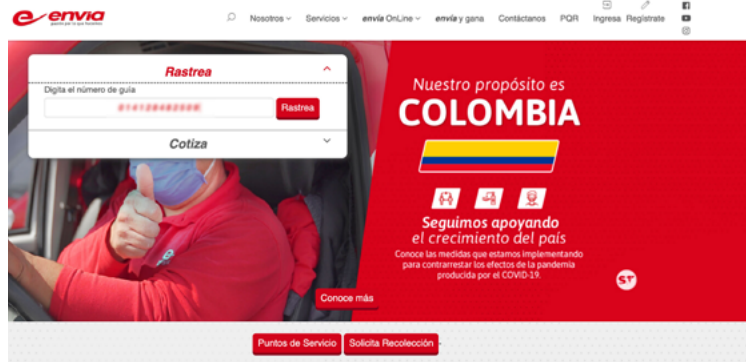 envía
Nosotros
Servicios
envía OnLine
envía y gana
Contáctanos
PQR
Ingresa
Registrate
Rastrea
Digita el número de guía
Rastrea
Cotiza
Nuestro propósito es
COLOMBIA
Seguimos apoyando
el crecimiento del país
Conoce las medidas que estamos implementando
para contrarrestar los efectos de la pandemia
producida por el COVID-19.
Conoce más
Puntos de Servicio
Solicita Recolección